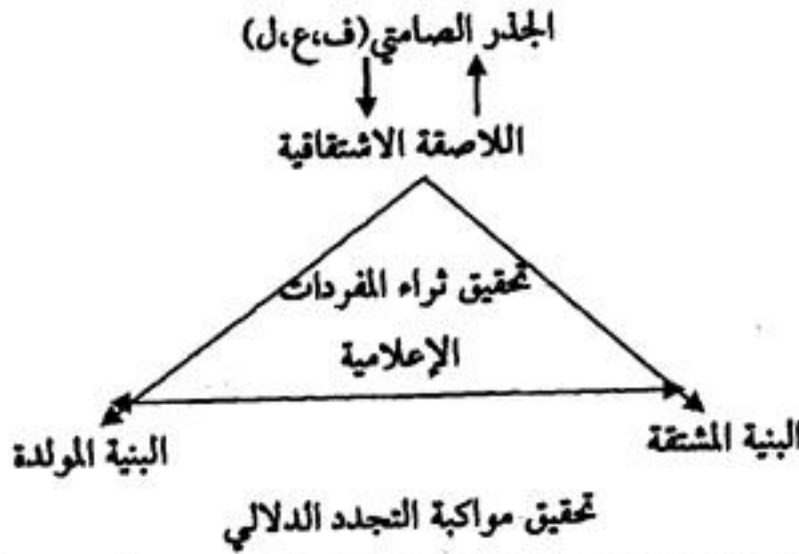 الجذر الصامتي(ف،ع،ل)
اللاصقة الاشتقاقية
تحقيق ثراء المفردات
الإعلامية
البنية المشتقة
البنية المولدة
تحقيق مواكبة التجدد الدلالي